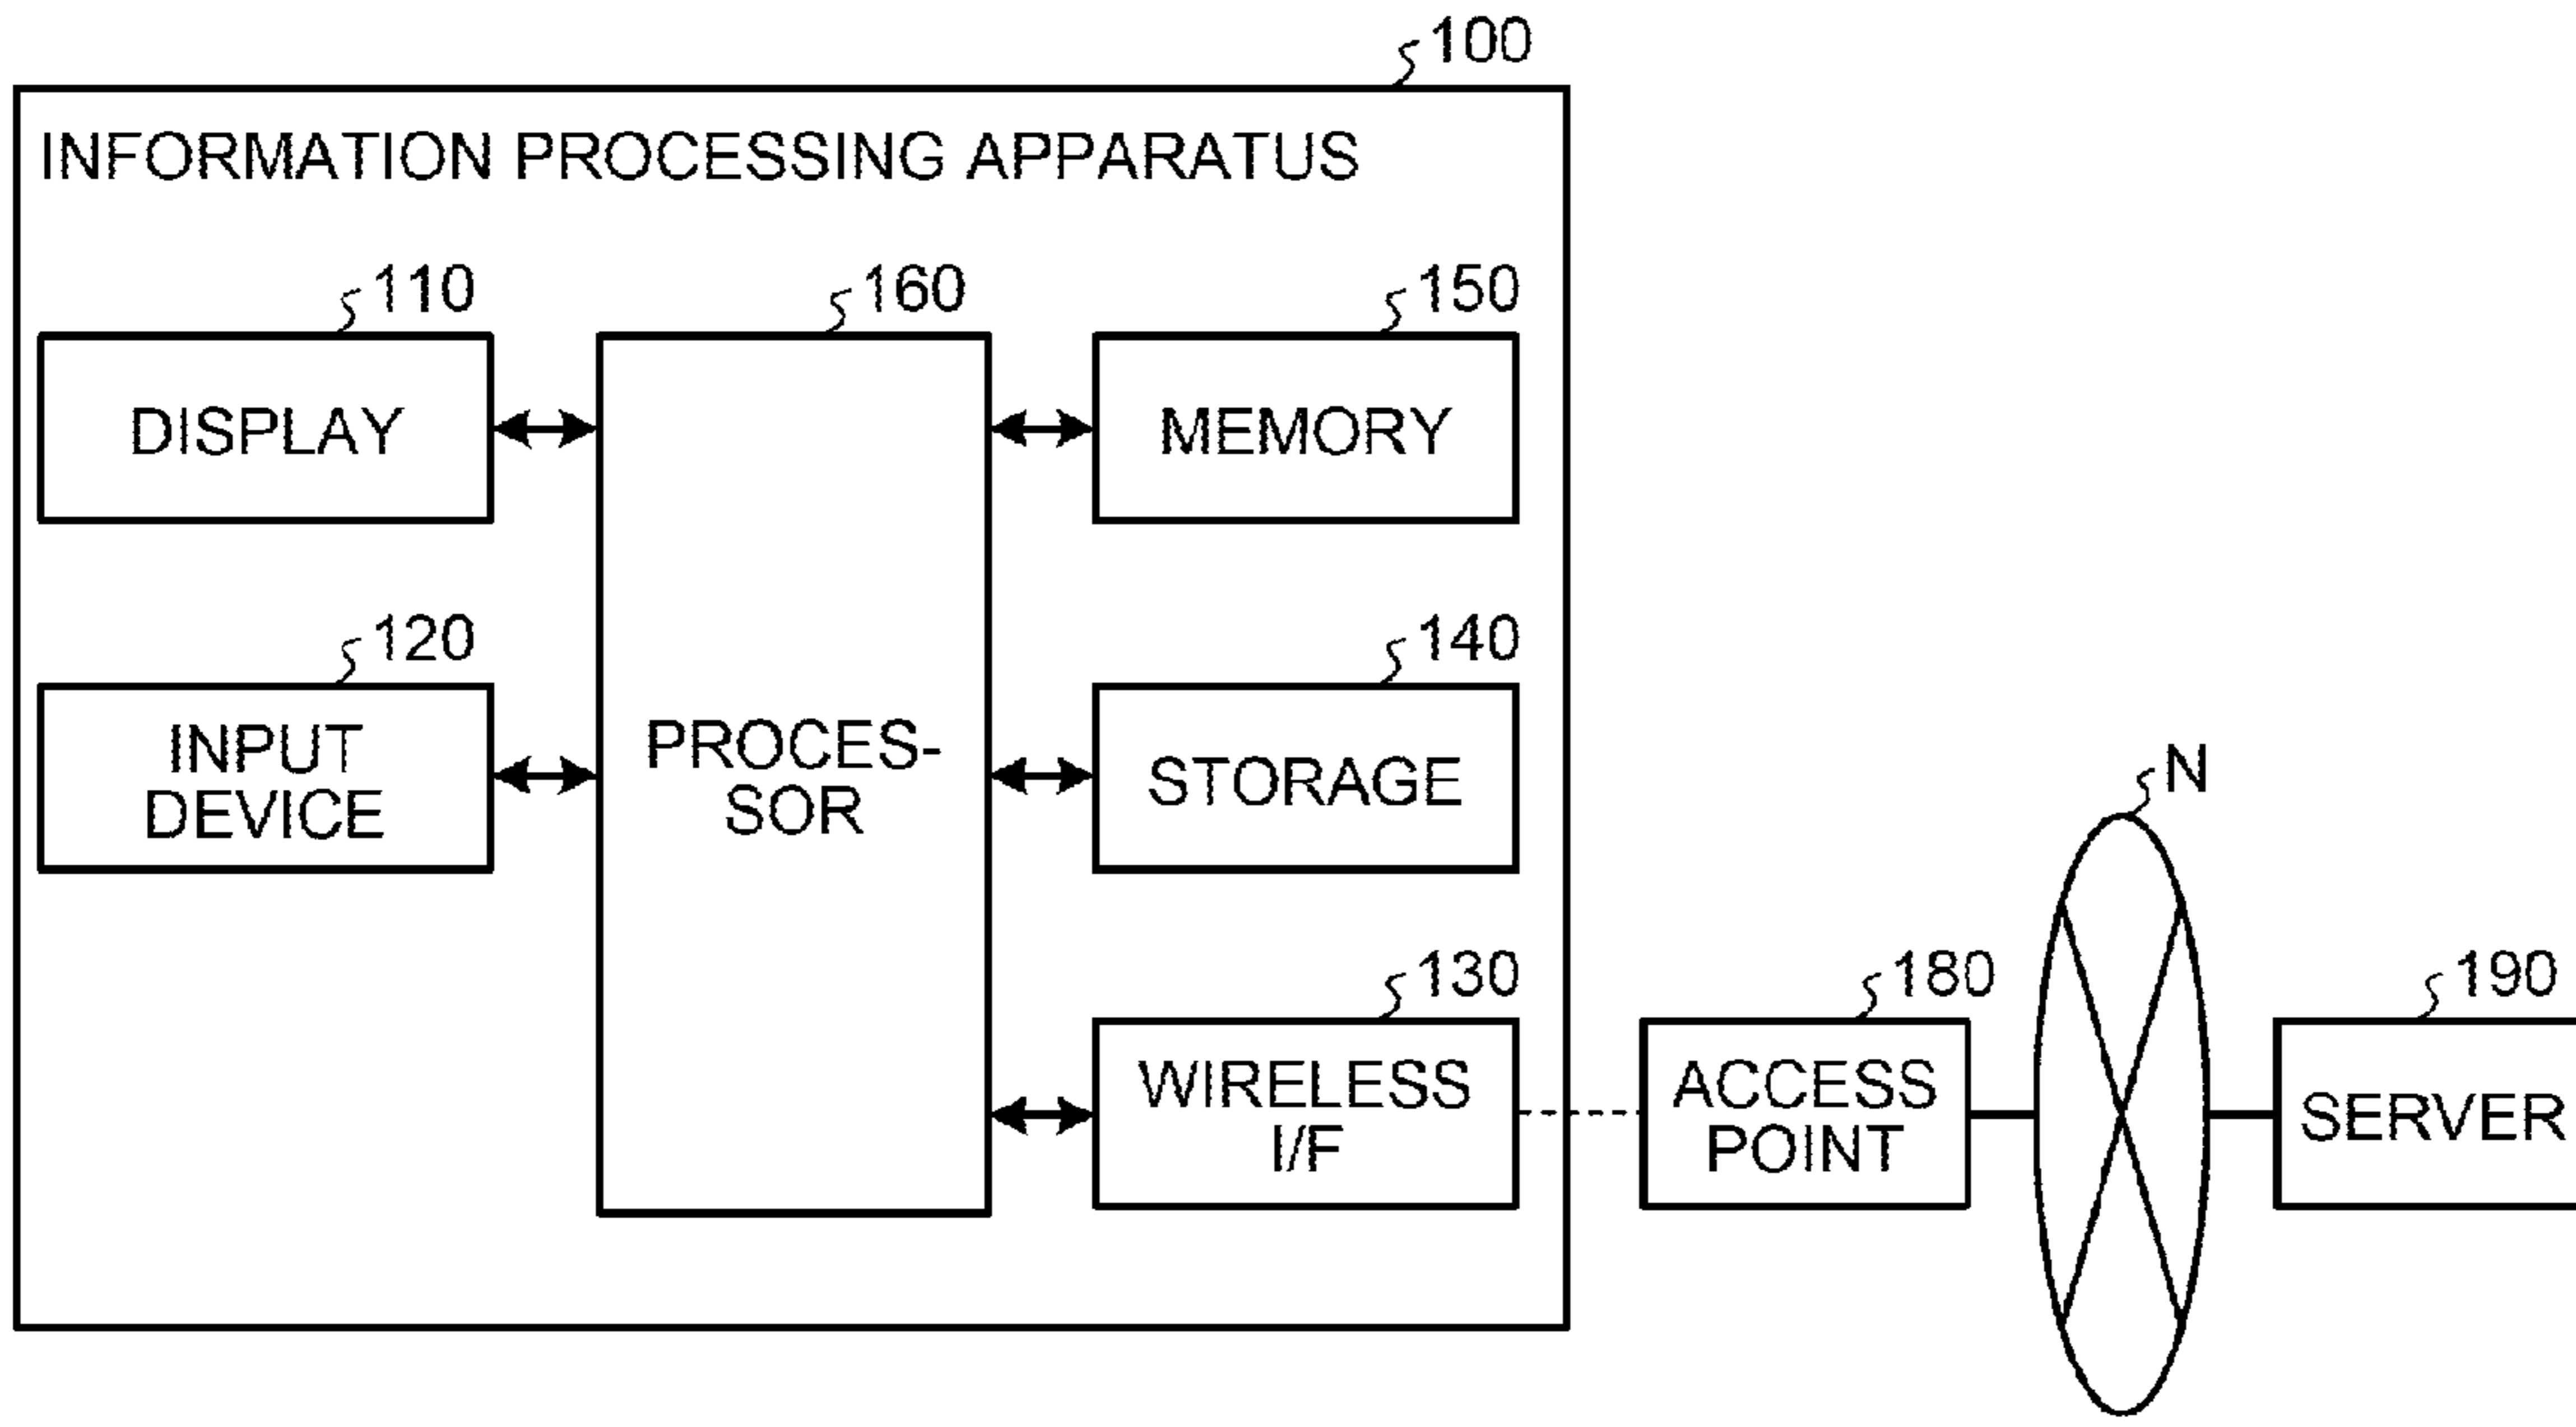 100
INFORMATION PROCESSING APPARATUS
110
160
150
DISPLAY
MEMORY
120
140
INPUT
DEVICE
PROCES-
SOR
STORAGE
N
130
180
190
WIRELESS
I/F
ACCESS
POINT
SERVER